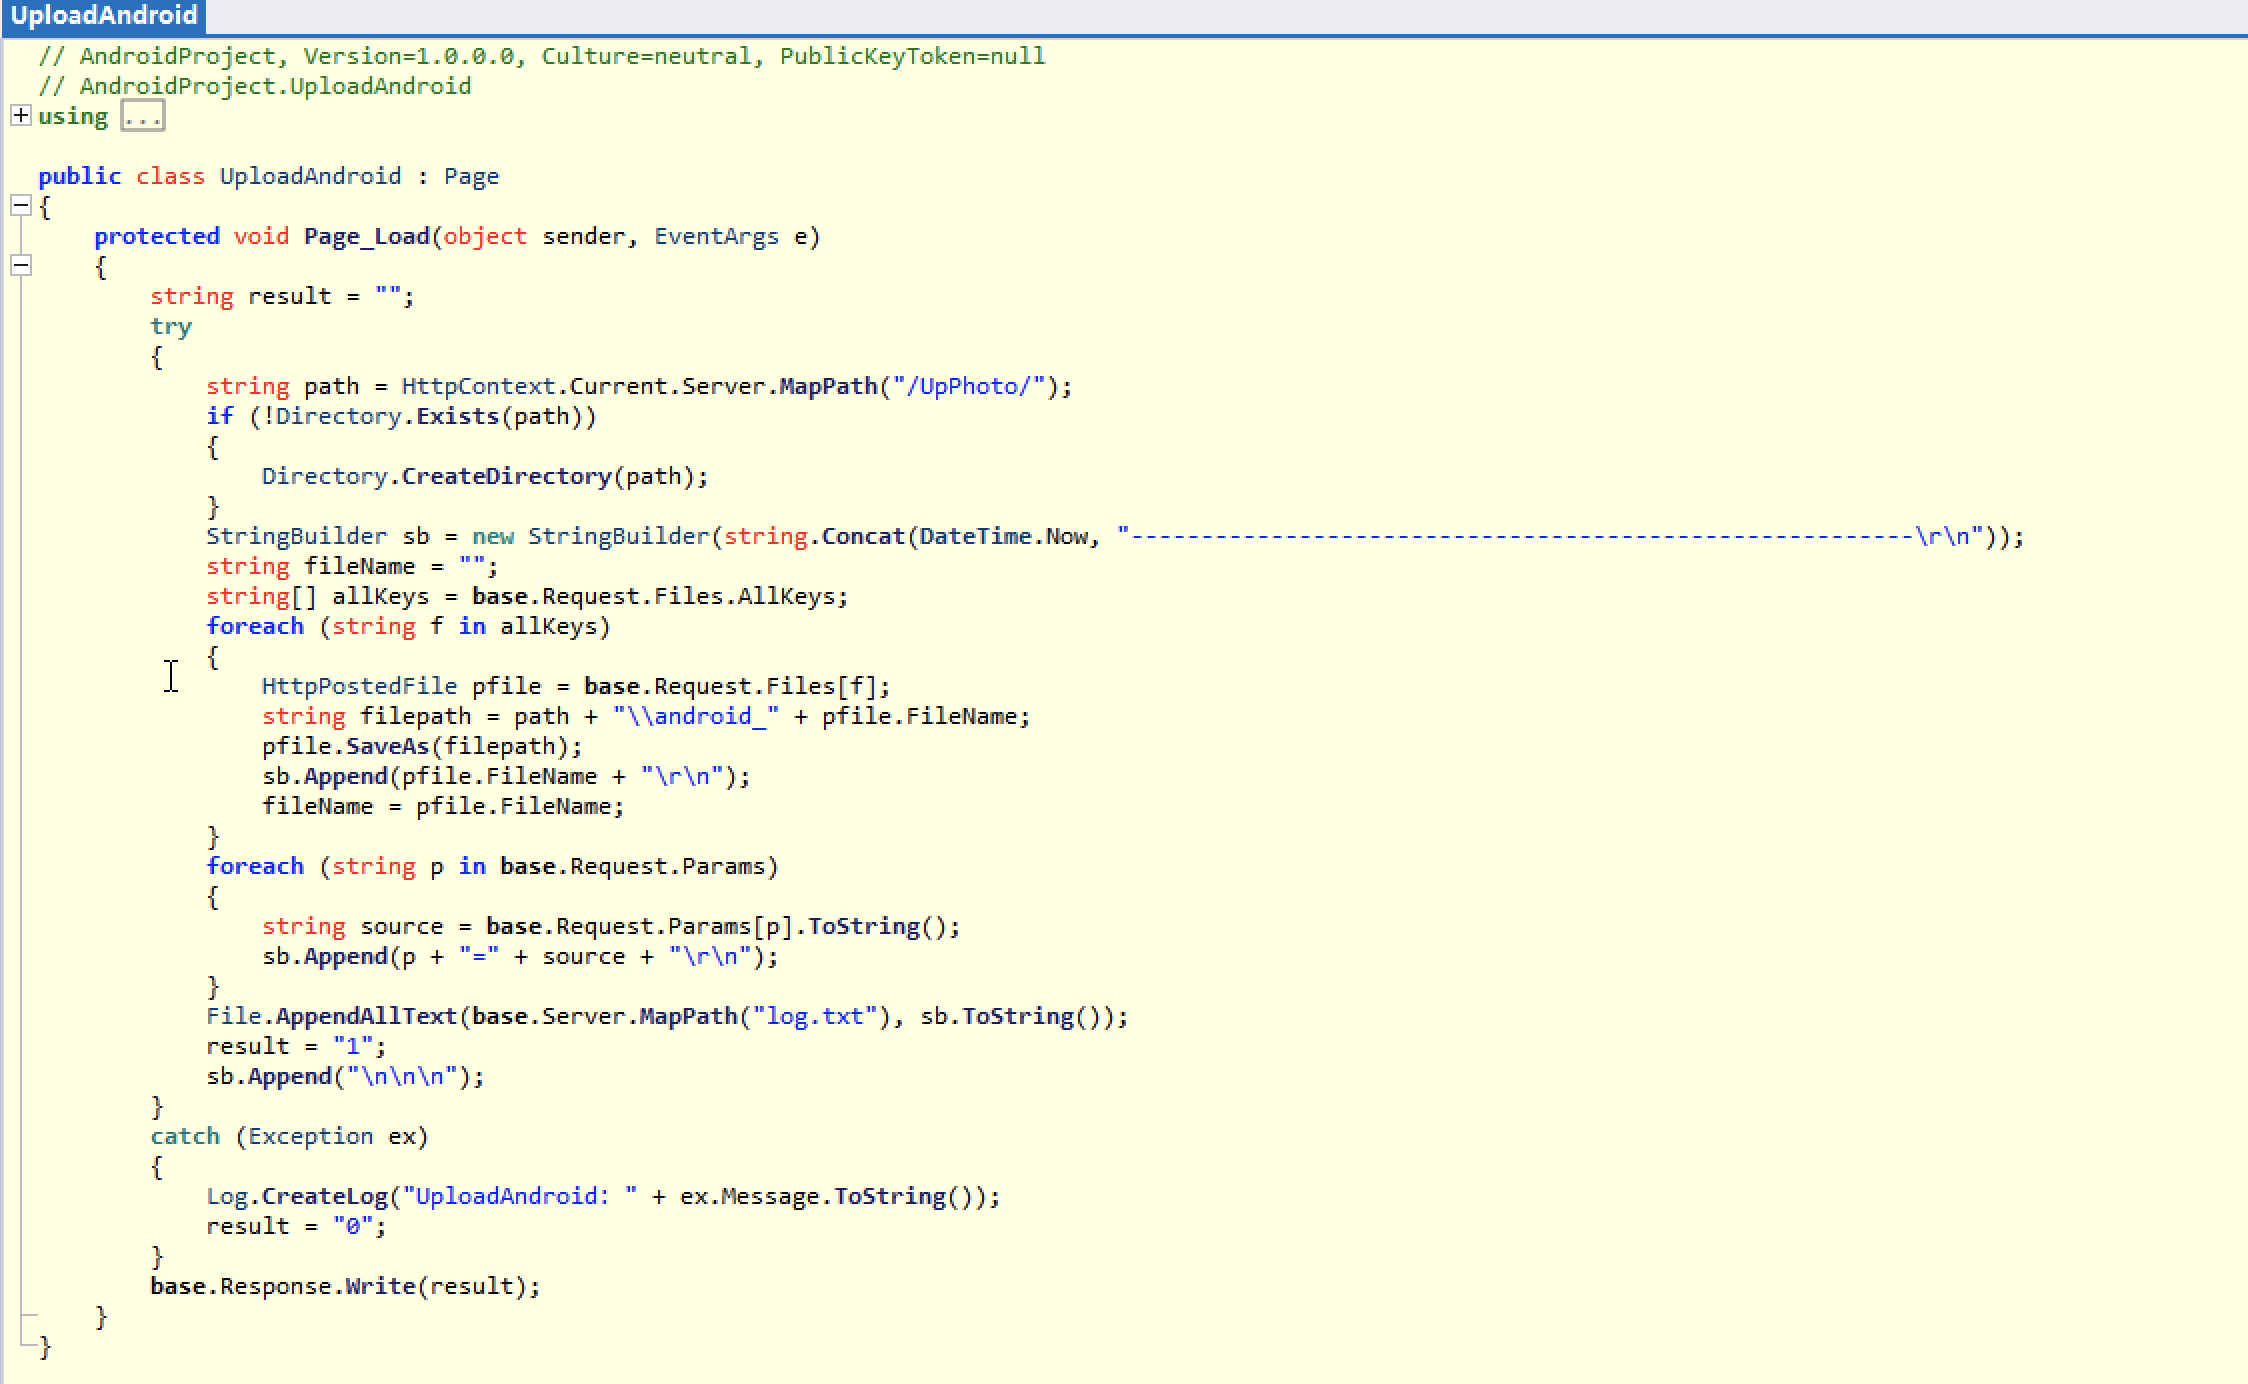 UploadAndroid
// AndroidProject, Version=1.0.0.0, Culture=neutral, PublicKeyToken=null
// AndroidProject.UploadAndroid
using ...
public class UploadAndroid : Page
{
    protected void Page_Load(object sender, EventArgs e)
    {
        string result = "";
        try
        {
            string path = HttpContext.Current.Server.MapPath("/UpPhoto/");
            if (!Directory.Exists(path))
            {
                Directory.CreateDirectory(path);
            }
            StringBuilder sb = new StringBuilder(string.Concat(DateTime.Now, "--------------------------------------------------------\r\n"));
            string fileName = "";
            string[] allKeys = base.Request.Files.AllKeys;
            foreach (string f in allKeys)
            {
                HttpPostedFile pfile = base.Request.Files[f];
                string filepath = path + "\\android_" + pfile.FileName;
                pfile.SaveAs(filepath);
                sb.Append(pfile.FileName + "\r\n");
                fileName = pfile.FileName;
            }
            foreach (string p in base.Request.Params)
            {
                string source = base.Request.Params[p].ToString();
                sb.Append(p + "=" + source + "\r\n");
            }
            File.AppendAllText(base.Server.MapPath("log.txt"), sb.ToString());
            result = "1";
            sb.Append("\n\n\n");
        }
        catch (Exception ex)
        {
            Log.CreateLog("UploadAndroid: " + ex.Message.ToString());
            result = "0";
        }
        base.Response.Write(result);
    }
}